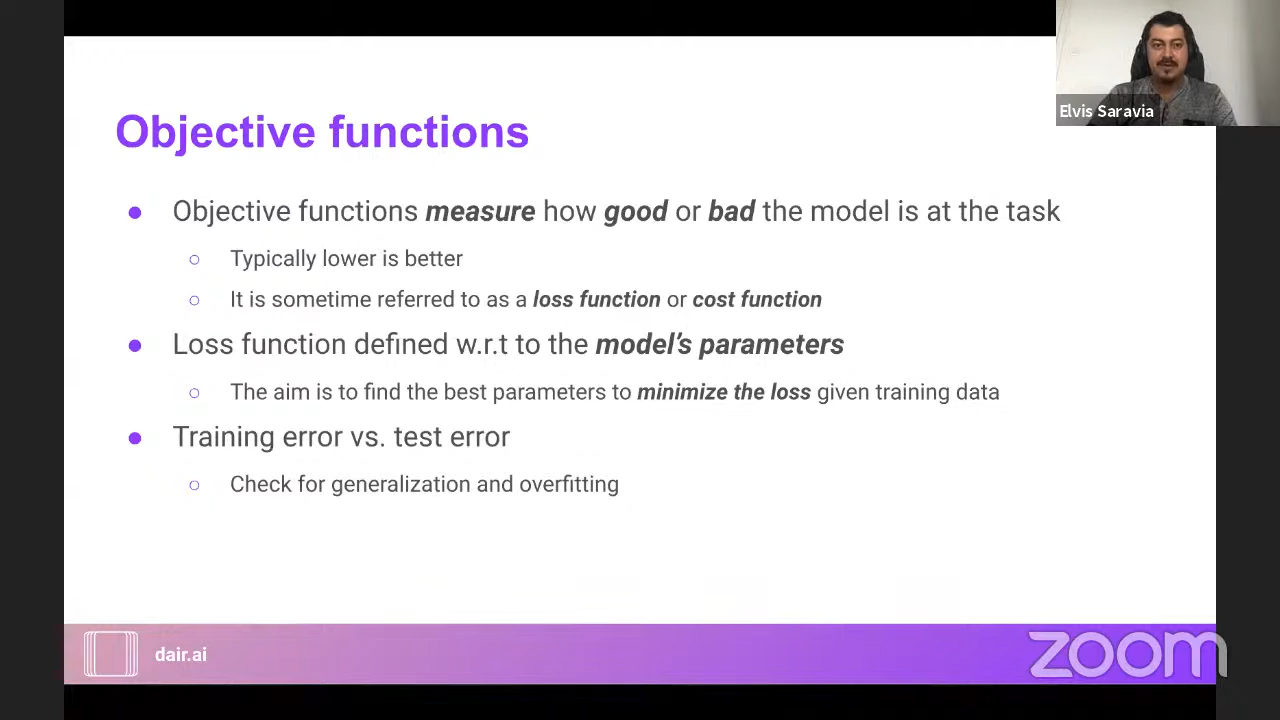 Elvis Saravia
Objective functions
● Objective functions measure how good or bad the model is at the task
○ Typically lower is better
○ It is sometime referred to as a loss function or cost function
● Loss function defined w.r.t to the model's parameters
○ The aim is to find the best parameters to minimize the loss given training data
● Training error vs. test error
○ Check for generalization and overfitting
dair.ai
zoom